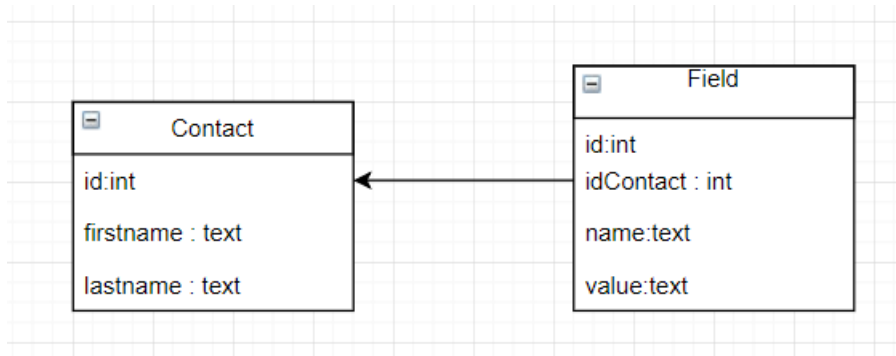 Contact
id:int
firstname : text
lastname : text
Field
id:int
idContact : int
name:text
value:text